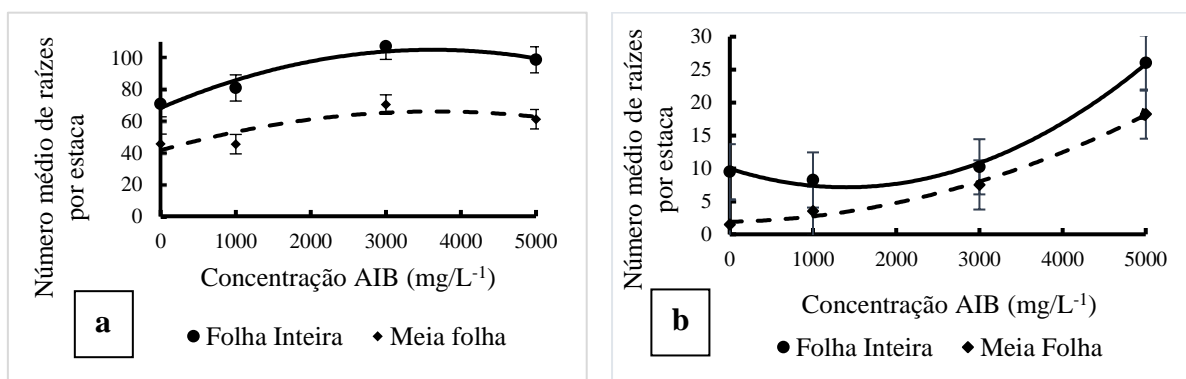 Número médio de raízes
por estaca
100
80
60
40
20
0
0 1000 2000 3000 4000 5000
Concentração AIB (mg/L-1)
a
Folha Inteira Meia folha
Número médio de raízes
por estaca
30
25
20
15
10
5
0
0 1000 2000 3000 4000 5000
Concentração AIB (mg/L-1)
b
Folha Inteira Meia Folha